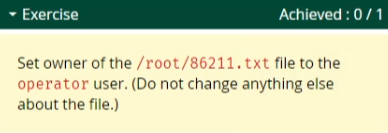 Exercise
Achieved : 0 / 1
Set owner of the /root/86211.txt file to the
operator user. (Do not change anything else
about the file.)